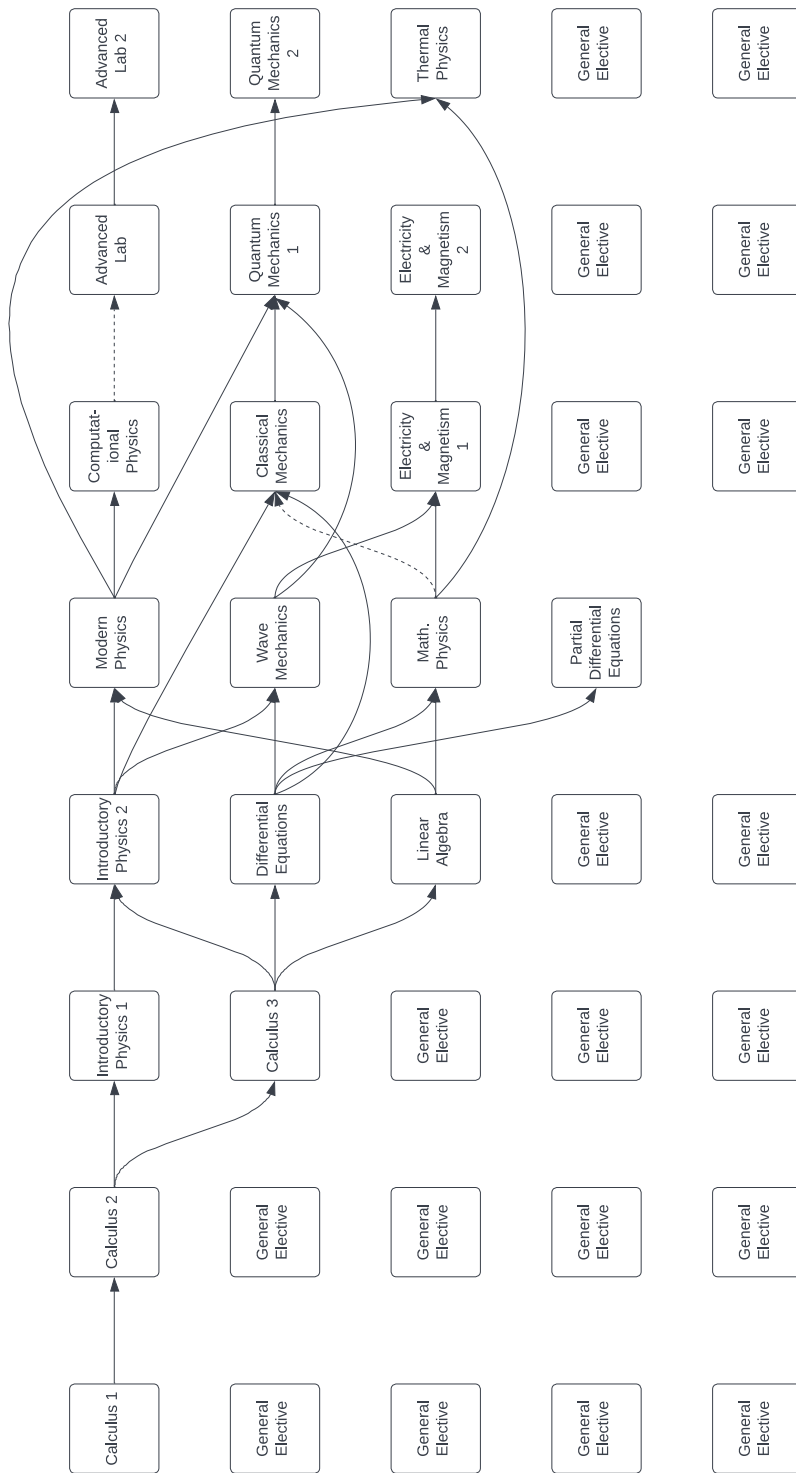 Calculus 1
Calculus 2
Introductory
Physics 1
Introductory
Physics 2
Modern
Physics
Computat-
ional
Physics
Advanced
Lab
Advanced
Lab 2
General
Elective
General
Elective
Calculus 3
Differential
Equations
Wave
Mechanics
Classical
Mechanics
Quantum
Mechanics
1
Quantum
Mechanics
2
General
Elective
General
Elective
General
Elective
Linear
Algebra
Math.
Physics
Electricity
&
Magnetism
1
Electricity
&
Magnetism
2
Thermal
Physics
General
Elective
General
Elective
General
Elective
General
Elective
Partial
Differential
Equations
General
Elective
General
Elective
General
Elective
General
Elective
General
Elective
General
Elective
General
Elective
General
Elective
General
Elective
General
Elective